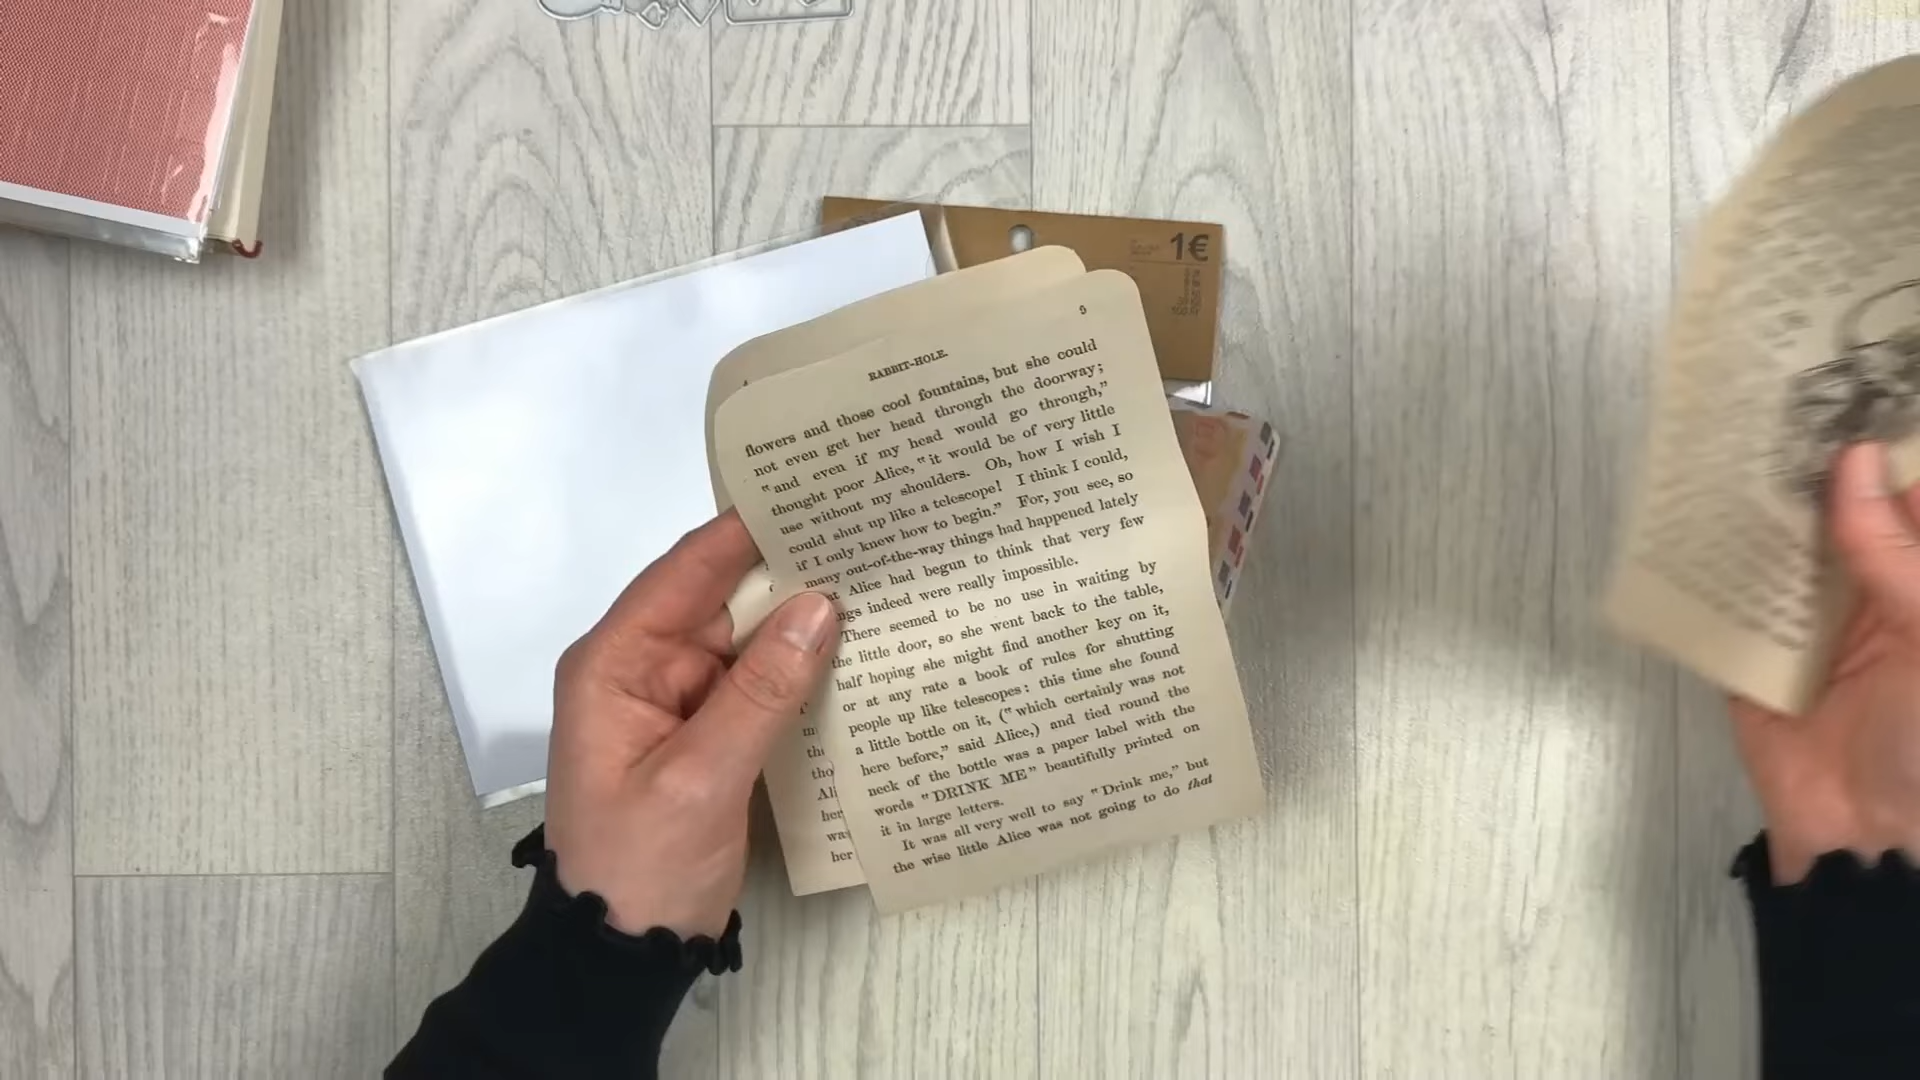 1€
5
RABBIT-HOLE.
flowers and those cool fountains, but she could
not even get her head through the doorway;
"and even if my head would go through,"
thought poor Alice, "it would be of very little
use without my shoulders. Oh, how I wish I
could shut up like a telescope! I think I could,
if I only knew how to begin." For, you see, so
many out-of-the-way things had happened lately
at Alice had begun to think that very few
ngs indeed were really impossible.
There seemed to be no use in waiting by
the little door, so she went back to the table,
half hoping she might find another key on it,
or at any rate a book of rules for shutting
people up like telescopes: this time she found
a little bottle on it, ("which certainly was not
here before," said Alice,) and tied round the
neck of the bottle was a paper label with the
words "DRINK ME" beautifully printed on
it in large letters.
It was all very well to say "Drink me," but
the wise little Alice was not going to do that
th
tho
Al
her
was
her